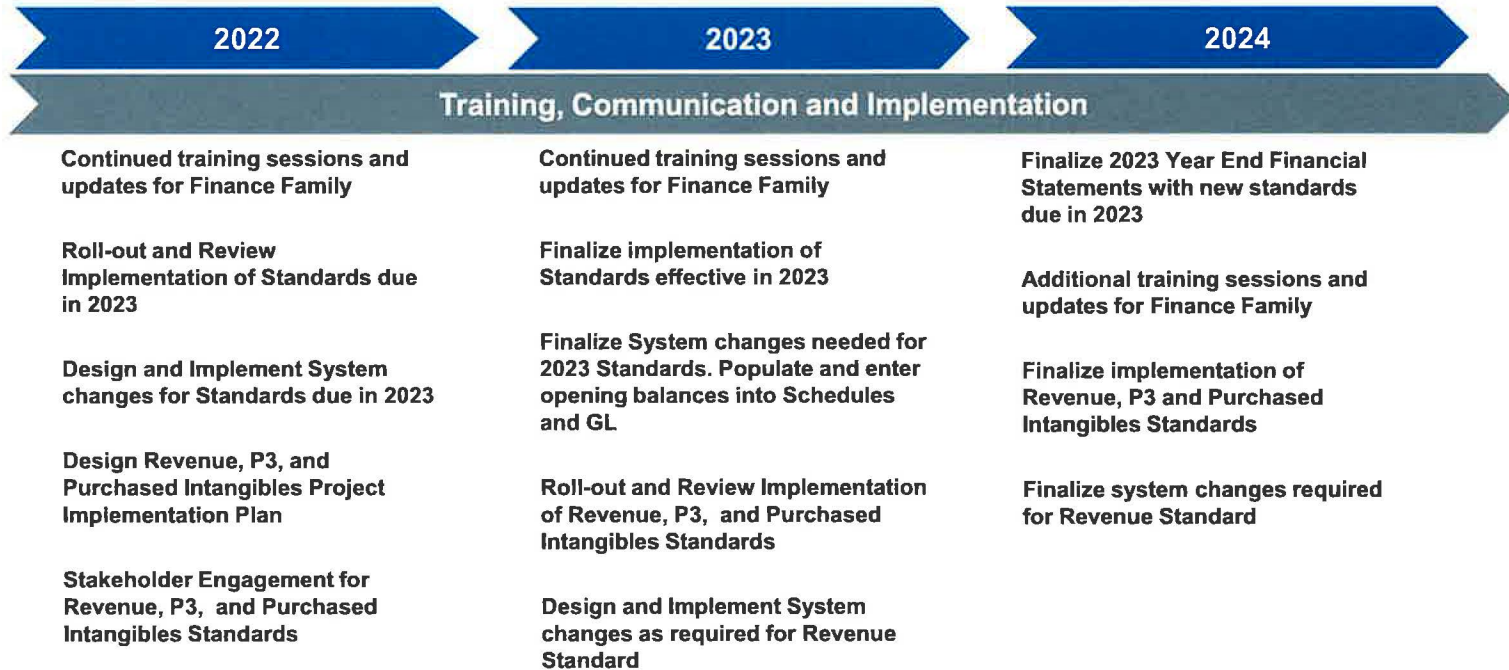 2022
2023
2024
Training, Communication and Implementation
Continued training sessions and
updates for Finance Family
Roll-out and Review
Implementation of Standards due
in 2023
Design and Implement System
changes for Standards due in 2023
Design Revenue, P3, and
Purchased Intangibles Project
Implementation Plan
Stakeholder Engagement for
Revenue, P3, and Purchased
Intangibles Standards
Continued training sessions and
updates for Finance Family
Finalize implementation of
Standards effective in 2023
Finalize System changes needed for
2023 Standards. Populate and enter
opening balances into Schedules
and GL
Roll-out and Review Implementation
of Revenue, P3, and Purchased
Intangibles Standards
Design and Implement System
changes as required for Revenue
Standard
Finalize 2023 Year End Financial
Statements with new standards
due in 2023
Additional training sessions and
updates for Finance Family
Finalize implementation of
Revenue, P3 and Purchased
Intangibles Standards
Finalize system changes required
for Revenue Standard